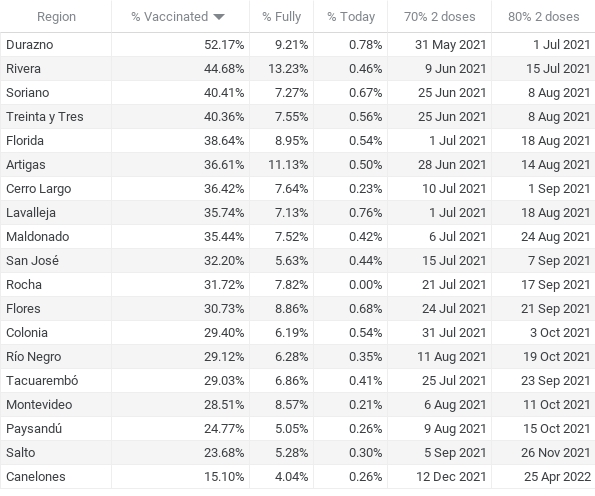 Region % Vaccinated % Fully % Today 70% 2 doses 80% 2 doses
Durazno 52.17% 9.21% 0.78% 31 May 2021 1 Jul 2021
Rivera 44.68% 13.23% 0.46% 9 Jun 2021 15 Jul 2021
Soriano 40.41% 7.27% 0.67% 25 Jun 2021 8 Aug 2021
Treinta y Tres 40.36% 7.55% 0.56% 25 Jun 2021 8 Aug 2021
Florida 38.64% 8.95% 0.54% 1 Jul 2021 18 Aug 2021
Artigas 36.61% 11.13% 0.50% 28 Jun 2021 14 Aug 2021
Cerro Largo 36.42% 7.64% 0.23% 10 Jul 2021 1 Sep 2021
Lavalleja 35.74% 7.13% 0.76% 1 Jul 2021 18 Aug 2021
Maldonado 35.44% 7.52% 0.42% 6 Jul 2021 24 Aug 2021
San José 32.20% 5.63% 0.44% 15 Jul 2021 7 Sep 2021
Rocha 31.72% 7.82% 0.00% 21 Jul 2021 17 Sep 2021
Flores 30.73% 8.86% 0.68% 24 Jul 2021 21 Sep 2021
Colonia 29.40% 6.19% 0.54% 31 Jul 2021 3 Oct 2021
Río Negro 29.12% 6.28% 0.35% 11 Aug 2021 19 Oct 2021
Tacuarembó 29.03% 6.86% 0.41% 25 Jul 2021 23 Sep 2021
Montevideo 28.51% 8.57% 0.21% 6 Aug 2021 11 Oct 2021
Paysandú 24.77% 5.05% 0.26% 9 Aug 2021 15 Oct 2021
Salto 23.68% 5.28% 0.30% 5 Sep 2021 26 Nov 2021
Canelones 15.10% 4.04% 0.26% 12 Dec 2021 25 Apr 2022